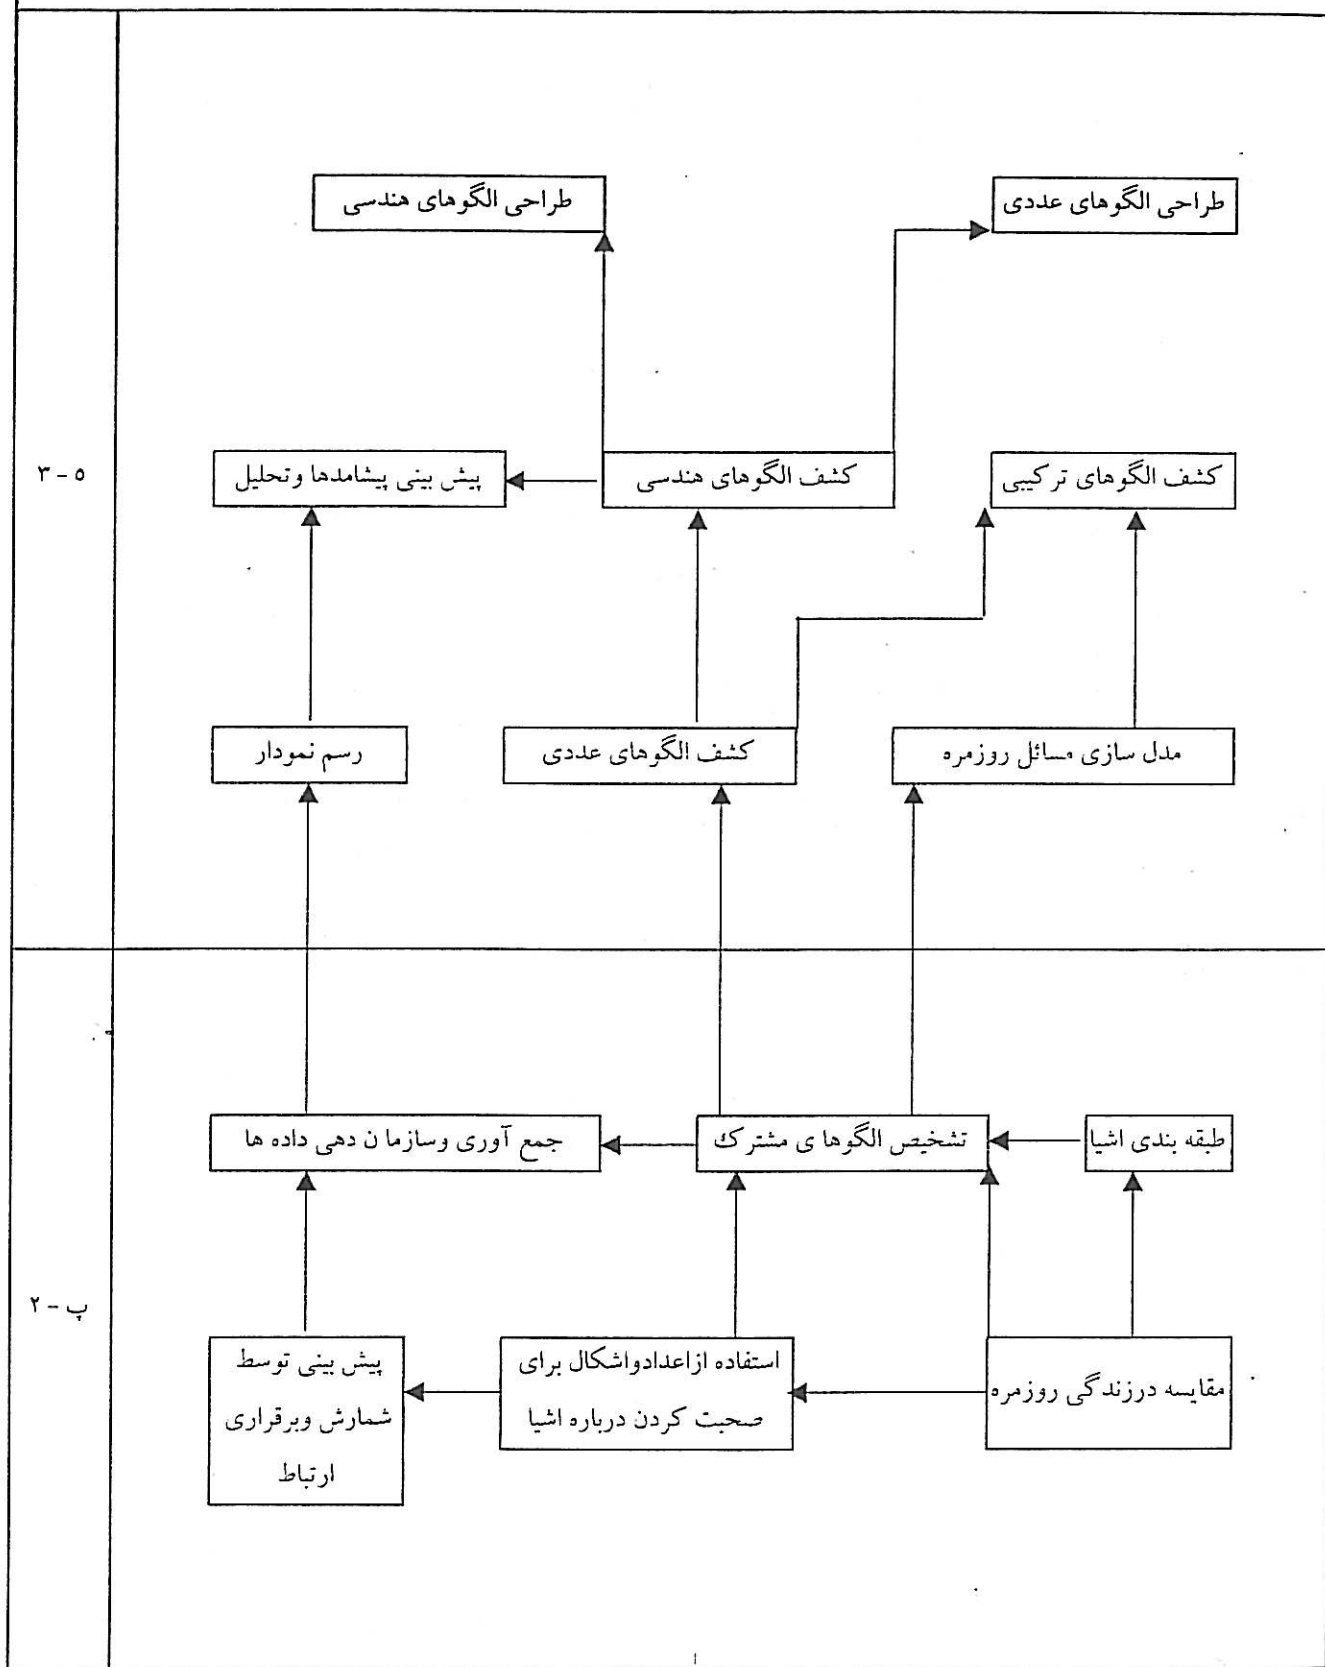 طراحی الگوهای عددی
طراحی الگوهای هندسی
۳ - ۵
کشف الگوهای ترکیبی
کشف الگوهای هندسی
پیش بینی پیشامدها وتحلیل
مدل سازی مسائل روزمره
کشف الگوهای عددی
رسم نمودار
طبقه بندی اشیا
تشخیص الگوها ی مشترك
جمع آوری وسازما ن دهی داده ها
پ - ۲
مقایسه درزندگی روزمره
استفاده ازاعدادواشکال برای
صحبت کردن درباره اشیا
پیش بینی توسط
شمارش وبرقراری
ارتباط